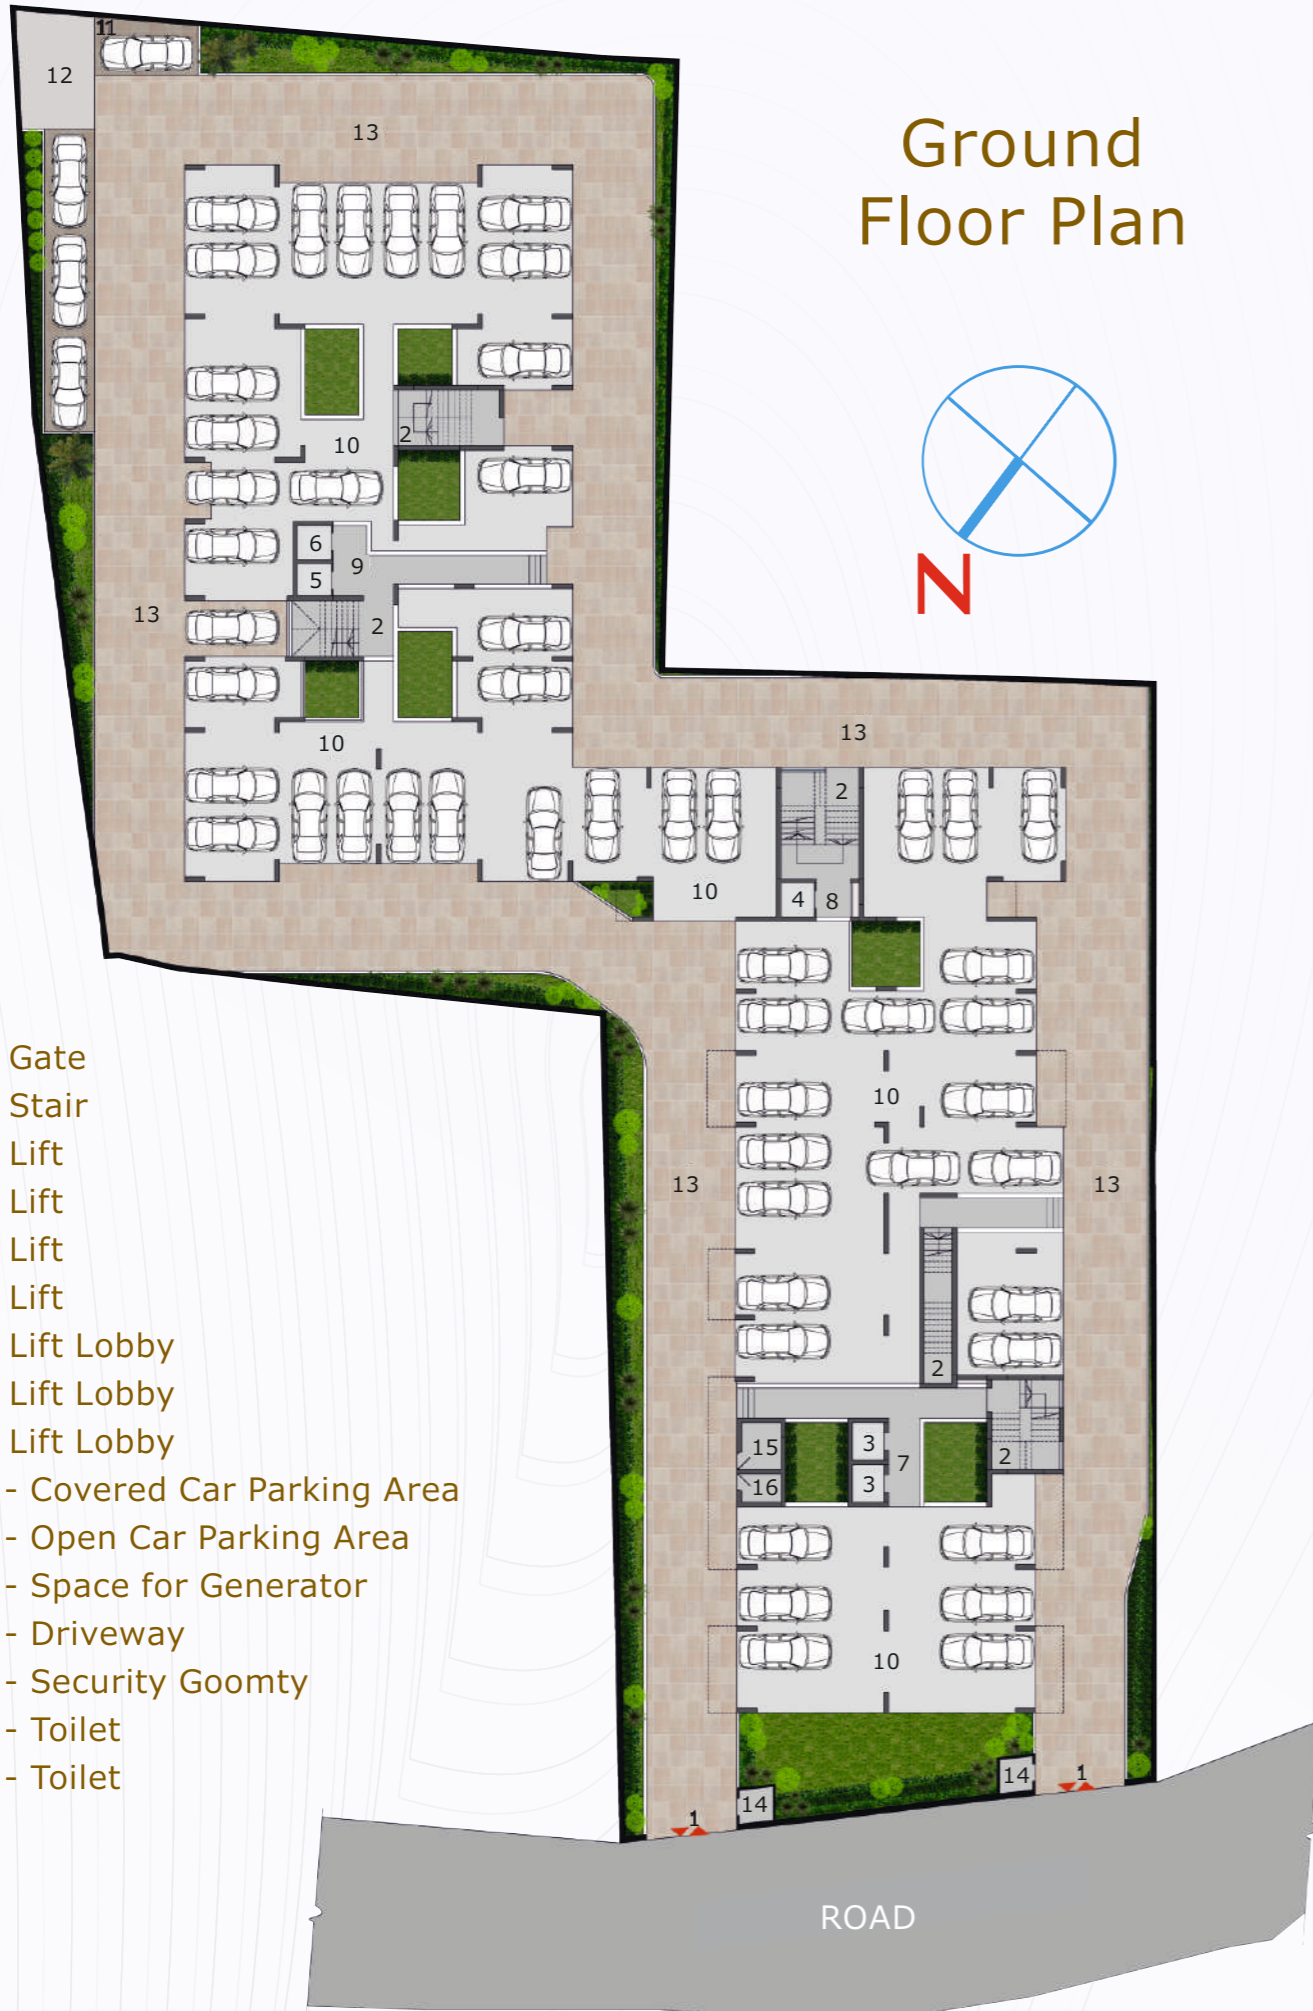 11
12
13
Ground
Floor Plan
2
10
N
6
9
5
13
2
10
13
2
10
4
8
10
13
13
2
15
3
7
2
16
3
10
14
1
14
1
Gate
Stair
Lift
Lift
Lift
Lift
Lift Lobby
Lift Lobby
Lift Lobby
- Covered Car Parking Area
- Open Car Parking Area
- Space for Generator
- Driveway
- Security Goomty
- Toilet
- Toilet
ROAD